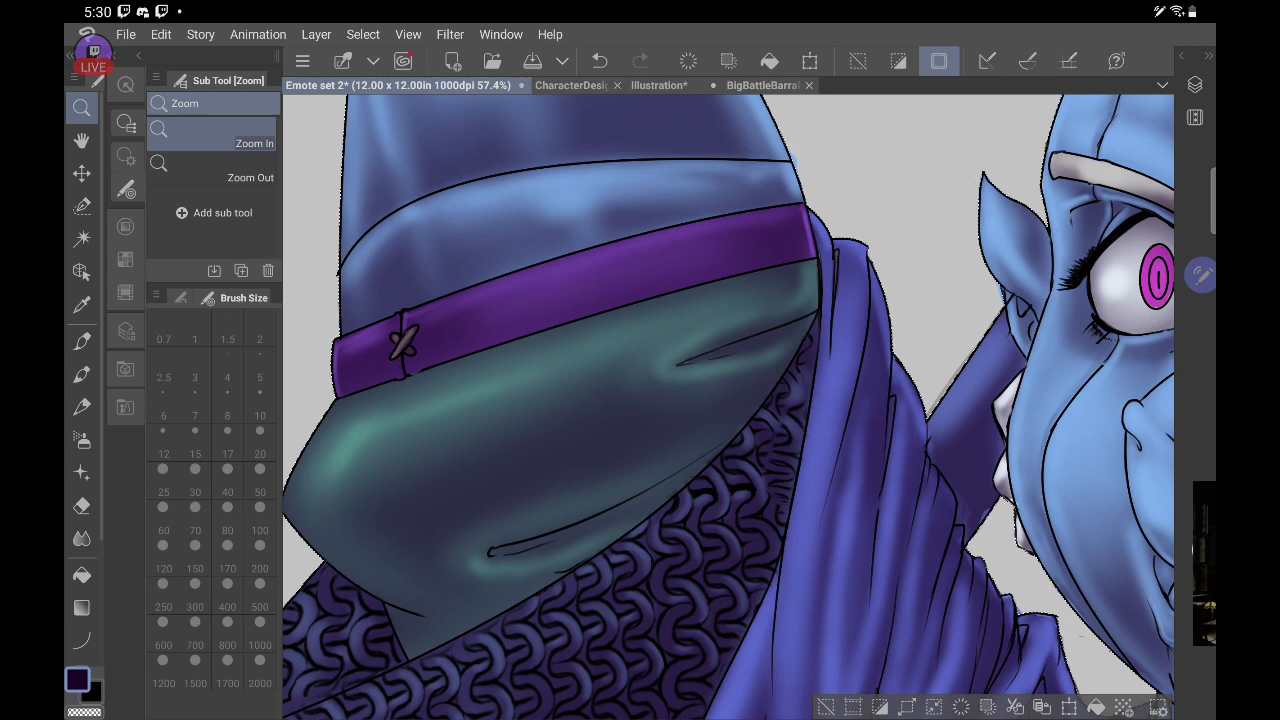 5:30
File Edit Story Animation Layer Select View Filter Window Help
LIVE
Sub Tool [Zoom]
Emote set 2* (12.00 x 12.00in 1000dpi 57.4%)
CharacterDesig
Illustration*
BigBattleBarral
Zoom
Zoom In
Zoom Out
Add sub tool
Brush Size
0.7 1 1.5 2
2.5 3 4 5
6 7 8 10
12 15 17 20
25 30 40 50
60 70 80 100
120 150 170 200
250 300 400 500
600 700 800 1000
1200 1500 1700 2000